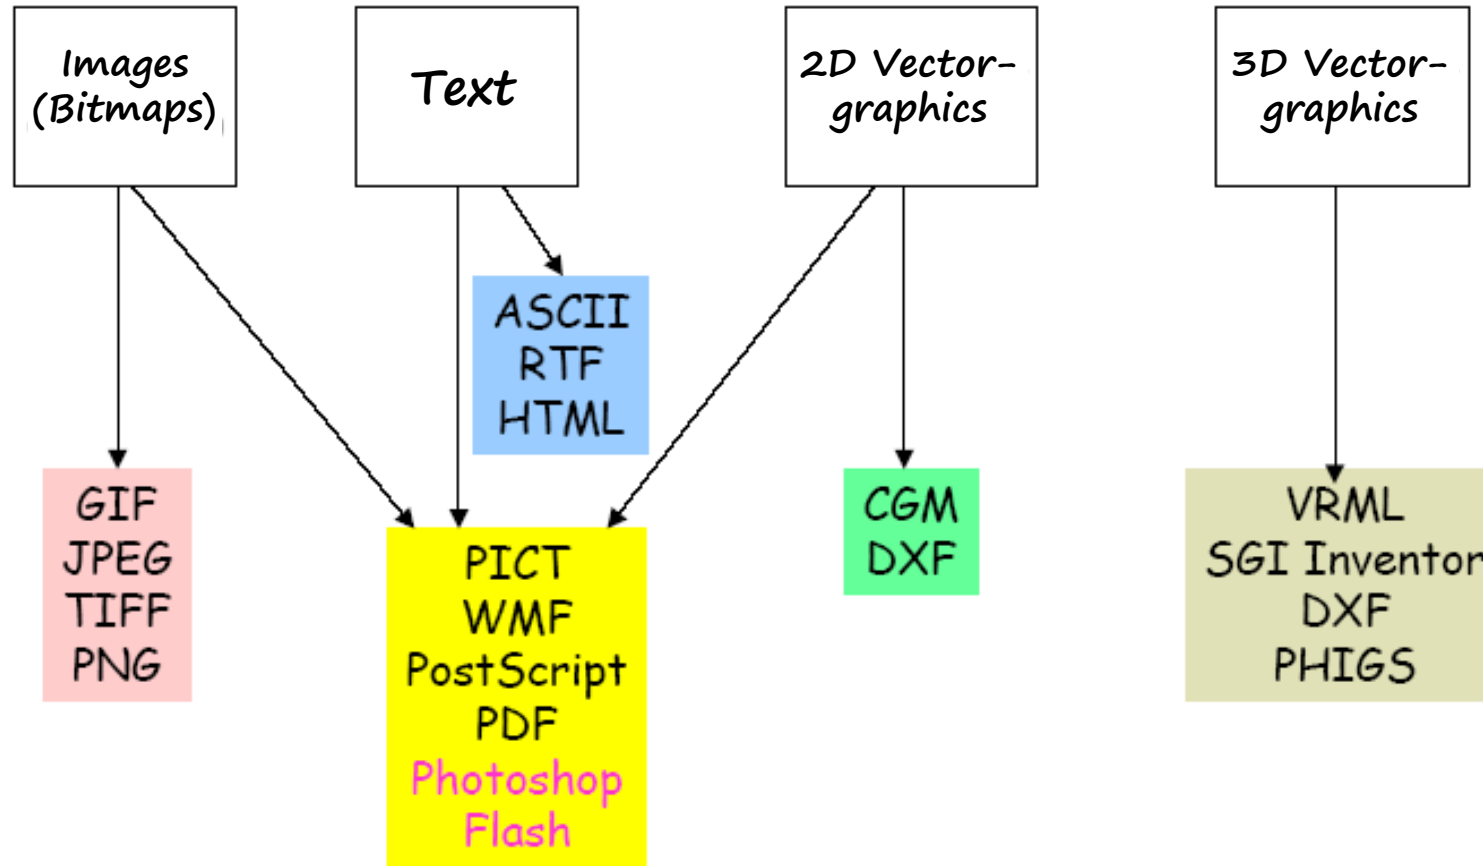 Images
(Bitmaps)
Text
2D Vector-
graphics
3D Vector-
graphics
ASCII
RTF
HTML
GIF
JPEG
TIFF
PNG
PICT
WMF
PostScript
PDF
Photoshop
Flash
CGM
DXF
VRML
SGI Inventor
DXF
PHIGS